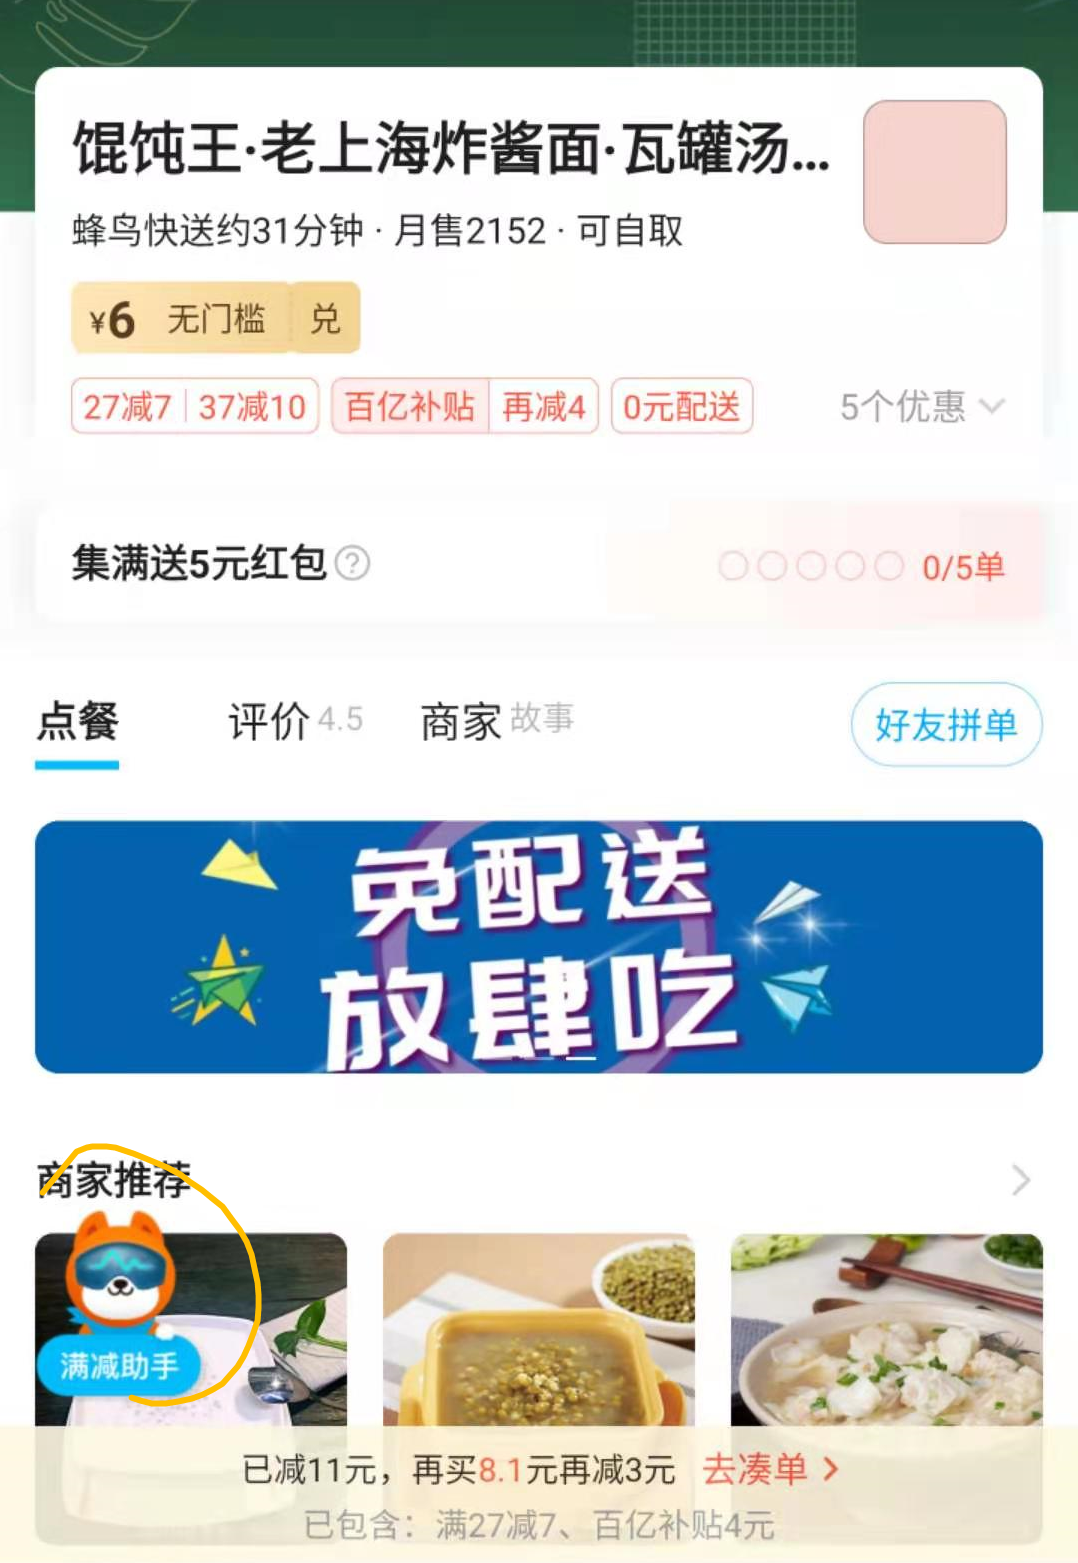 馄饨王·老上海炸酱面·瓦罐汤...
蜂鸟快送约31分钟 · 月售2152 · 可自取
¥6 无门槛 兑
27减7 37减10 百亿补贴 再减4 0元配送 5个优惠
集满送5元红包 ? 0/5单
点餐 评价 4.5 商家 故事 好友拼单
免配送
放肆吃
商家推荐
满减助手
已减11元，再买8.1元再减3元 去凑单
已包含：满27减7、百亿补贴4元